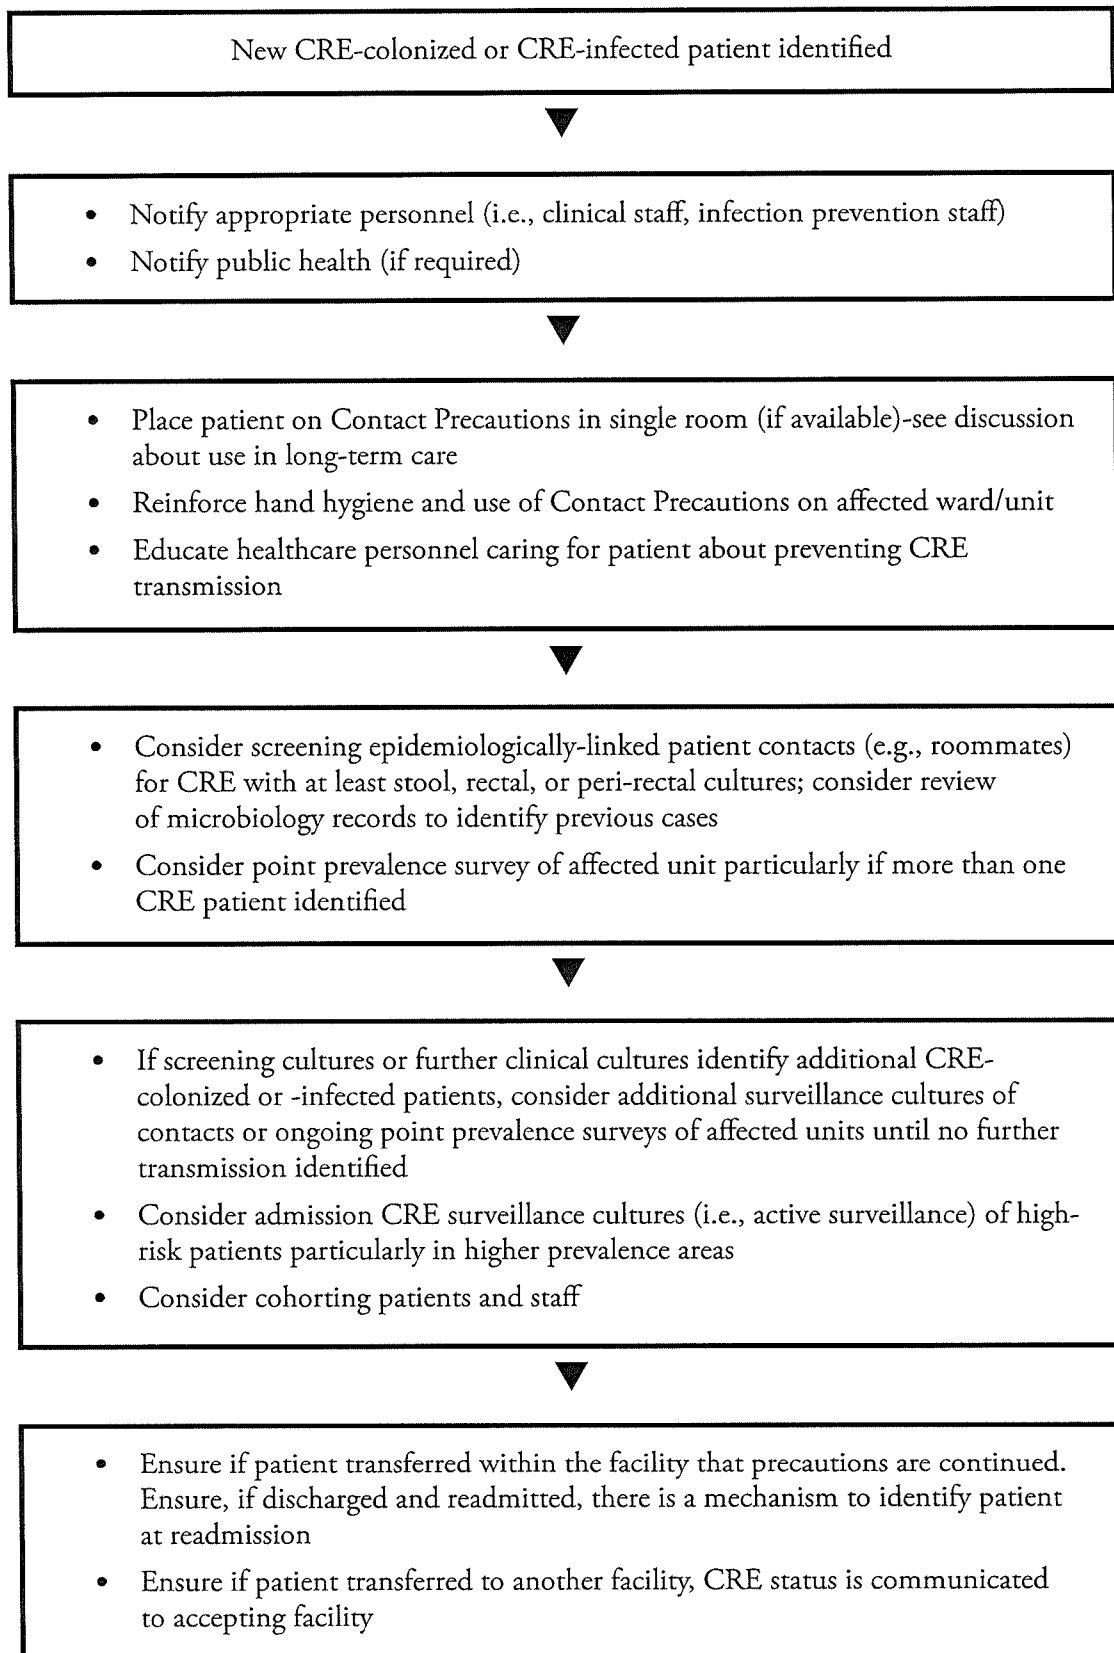 New CRE-colonized or CRE-infected patient identified
• Notify appropriate personnel (i.e., clinical staff, infection prevention staff)
• Notify public health (if required)
• Place patient on Contact Precautions in single room (if available)-see discussion
about use in long-term care
• Reinforce hand hygiene and use of Contact Precautions on affected ward/unit
• Educate healthcare personnel caring for patient about preventing CRE
transmission
• Consider screening epidemiologically-linked patient contacts (e.g., roommates)
for CRE with at least stool, rectal, or peri-rectal cultures; consider review
of microbiology records to identify previous cases
• Consider point prevalence survey of affected unit particularly if more than one
CRE patient identified
• If screening cultures or further clinical cultures identify additional CRE-
colonized or -infected patients, consider additional surveillance cultures of
contacts or ongoing point prevalence surveys of affected units until no further
transmission identified
• Consider admission CRE surveillance cultures (i.e., active surveillance) of high-
risk patients particularly in higher prevalence areas
• Consider cohorting patients and staff
• Ensure if patient transferred within the facility that precautions are continued.
Ensure, if discharged and readmitted, there is a mechanism to identify patient
at readmission
• Ensure if patient transferred to another facility, CRE status is communicated
to accepting facility